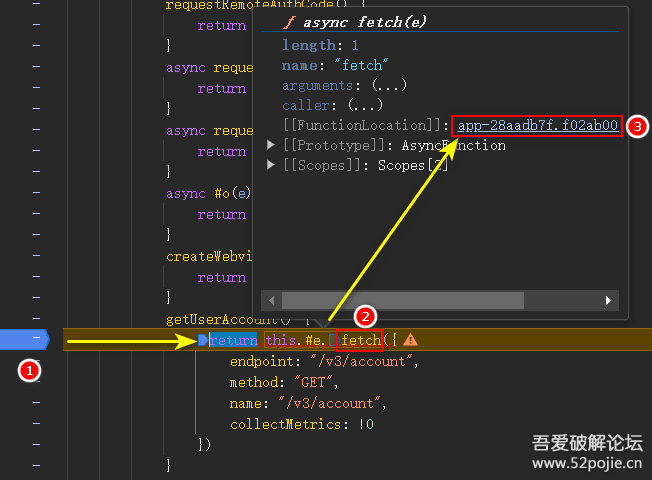 requestRemoteAuthCode() {
return
}
async reque
return
}
async reque
return
}
async #o(e)
return
}
createWebvi
return
}
getUserAccount() {
return this.#e.fetch({
endpoint: "/v3/account",
method: "GET",
name: "/v3/account",
collectMetrics: !0
})
}
f async fetch(e)
length: 1
name: "fetch"
arguments: (...)
caller: (...)
[[FunctionLocation]]: app-28aadb7f.f02ab00
[[Prototype]]: AsyncFunction
[[Scopes]]: Scopes[2]
1
2
3
吾爱破解论坛
www.52pojie.cn